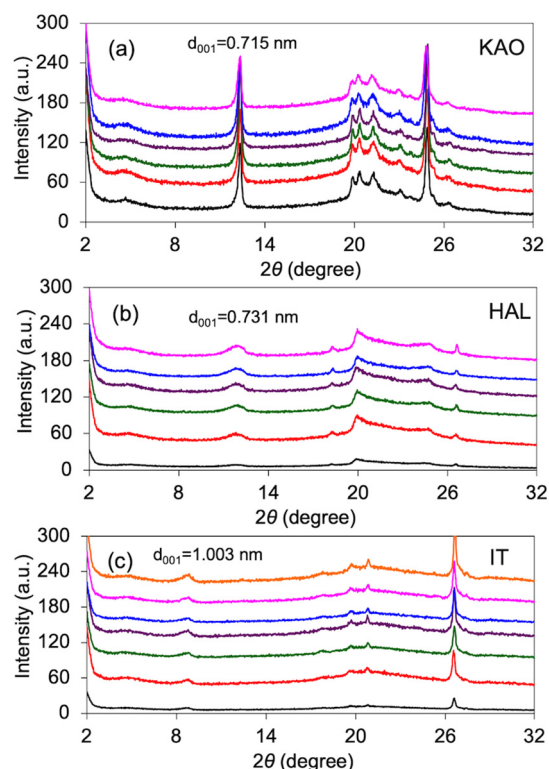 300
(a)
d001=0.715 nm
KAO
240
180
120
60
0
Intensity (a.u.)
2 8 14 20 26 32
2θ (degree)
300
(b)
d001=0.731 nm
HAL
240
180
120
60
0
Intensity (a.u.)
2 8 14 20 26 32
2θ (degree)
300
(c)
d001=1.003 nm
IT
240
180
120
60
0
Intensity (a.u.)
2 8 14 20 26 32
2θ (degree)